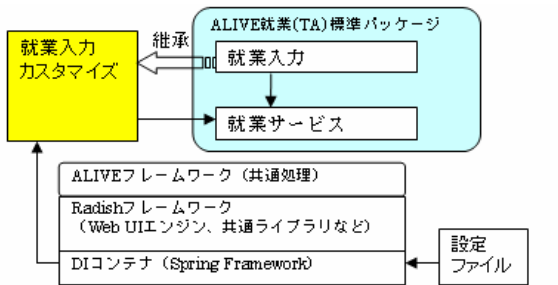 ALIVE就業(TA)標準パッケージ
就業入力
カスタマイズ
継承
就業入力
就業サービス
ALIVEフレームワーク（共通処理）
Radishフレームワーク
（Web UIエンジン、共通ライブラリなど）
DIコンテナ（Spring Framework）
設定
ファイル